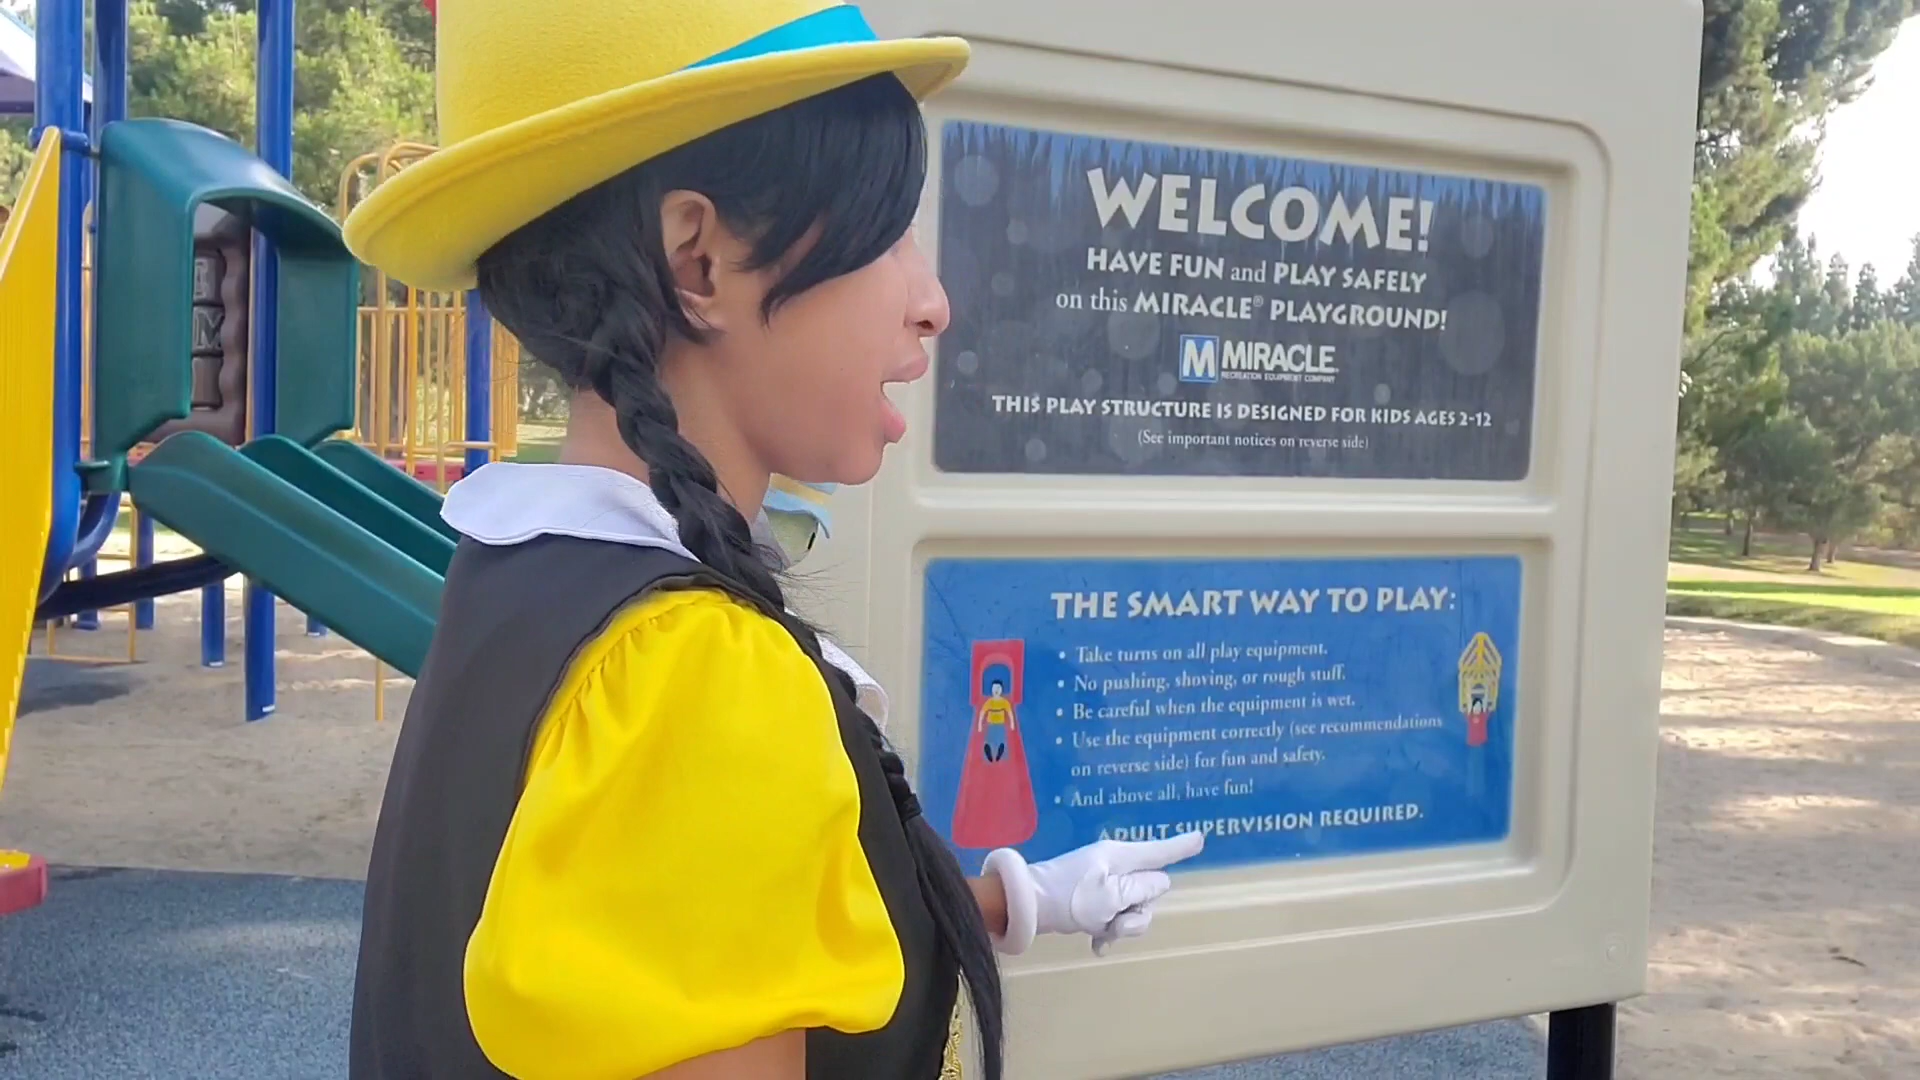 WELCOME!
HAVE FUN and PLAY SAFELY
on this MIRACLE® PLAYGROUND!
M MIRACLE
RECREATION EQUIPMENT COMPANY
THIS PLAY STRUCTURE IS DESIGNED FOR KIDS AGES 2-12
(See important notices on reverse side)
THE SMART WAY TO PLAY:
• Take turns on all play equipment.
• No pushing, shoving, or rough stuff.
• Be careful when the equipment is wet.
• Use the equipment correctly (see recommendations
on reverse side) for fun and safety.
• And above all, have fun!
ADULT SUPERVISION REQUIRED.